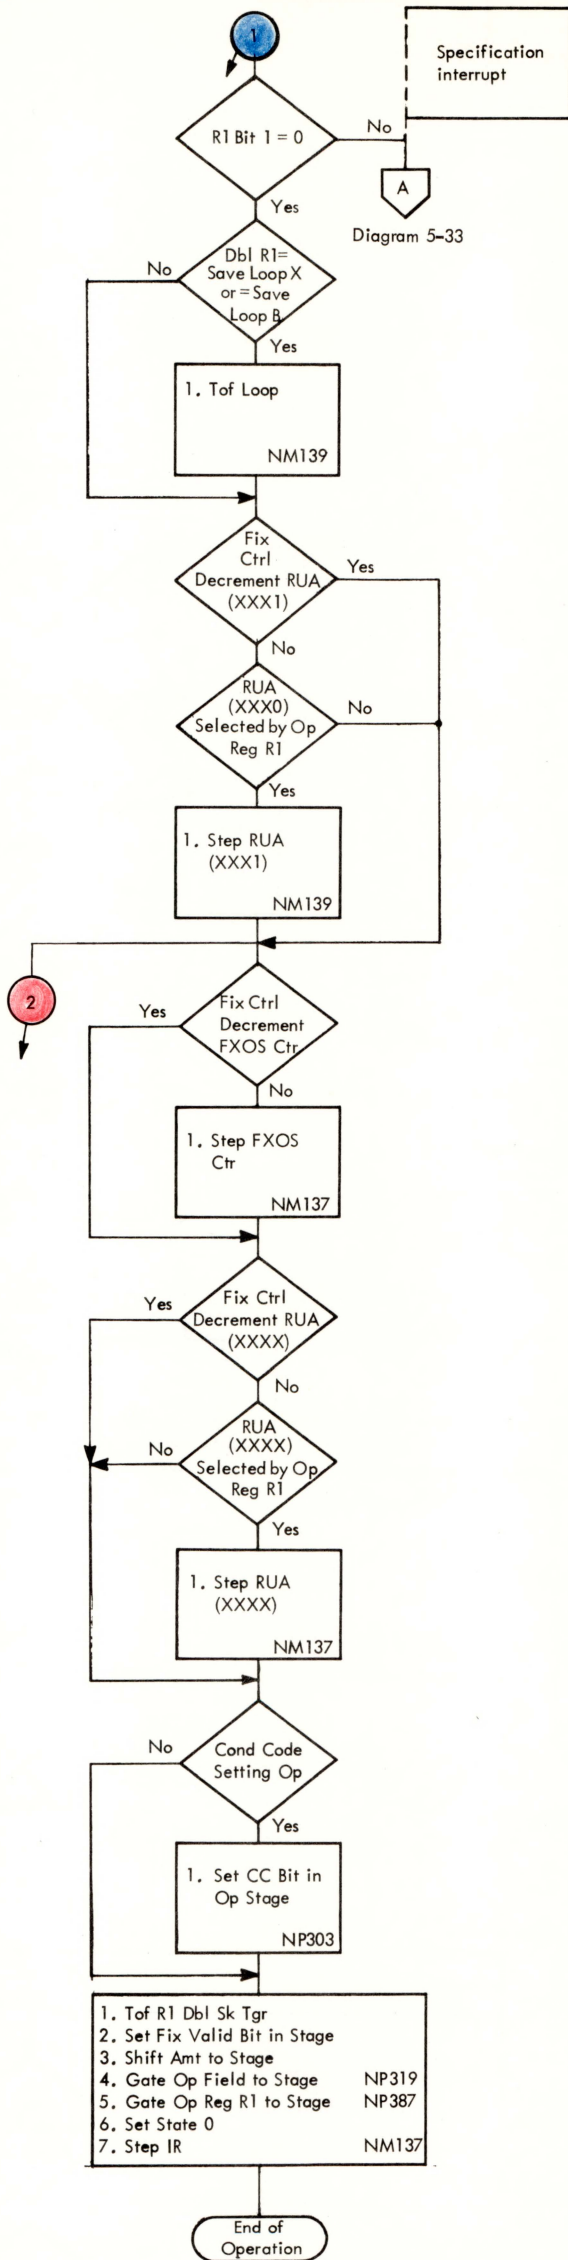 1
Specification
interrupt
R1 Bit 1 = 0
No
A
Diagram 5-33
Yes
Dbl R1=
Save Loop X
or = Save
Loop B
No
Yes
1. Tof Loop
NM139
Fix
Ctrl
Decrement RUA
(XXX1)
Yes
No
RUA
(XXX0)
Selected by Op
Reg R1
No
Yes
1. Step RUA
(XXX1)
NM139
2
Yes
Fix Ctrl
Decrement
FXOS Ctr
No
1. Step FXOS
Ctr
NM137
Yes
Fix Ctrl
Decrement RUA
(XXXX)
No
RUA
(XXXX)
Selected by Op
Reg R1
No
Yes
1. Step RUA
(XXXX)
NM137
No
Cond Code
Setting Op
Yes
1. Set CC Bit in
Op Stage
NP303
1. Tof R1 Dbl Sk Tgr
2. Set Fix Valid Bit in Stage
3. Shift Amt to Stage
4. Gate Op Field to Stage NP319
5. Gate Op Reg R1 to Stage NP387
6. Set State 0
7. Step IR NM137
End of
Operation